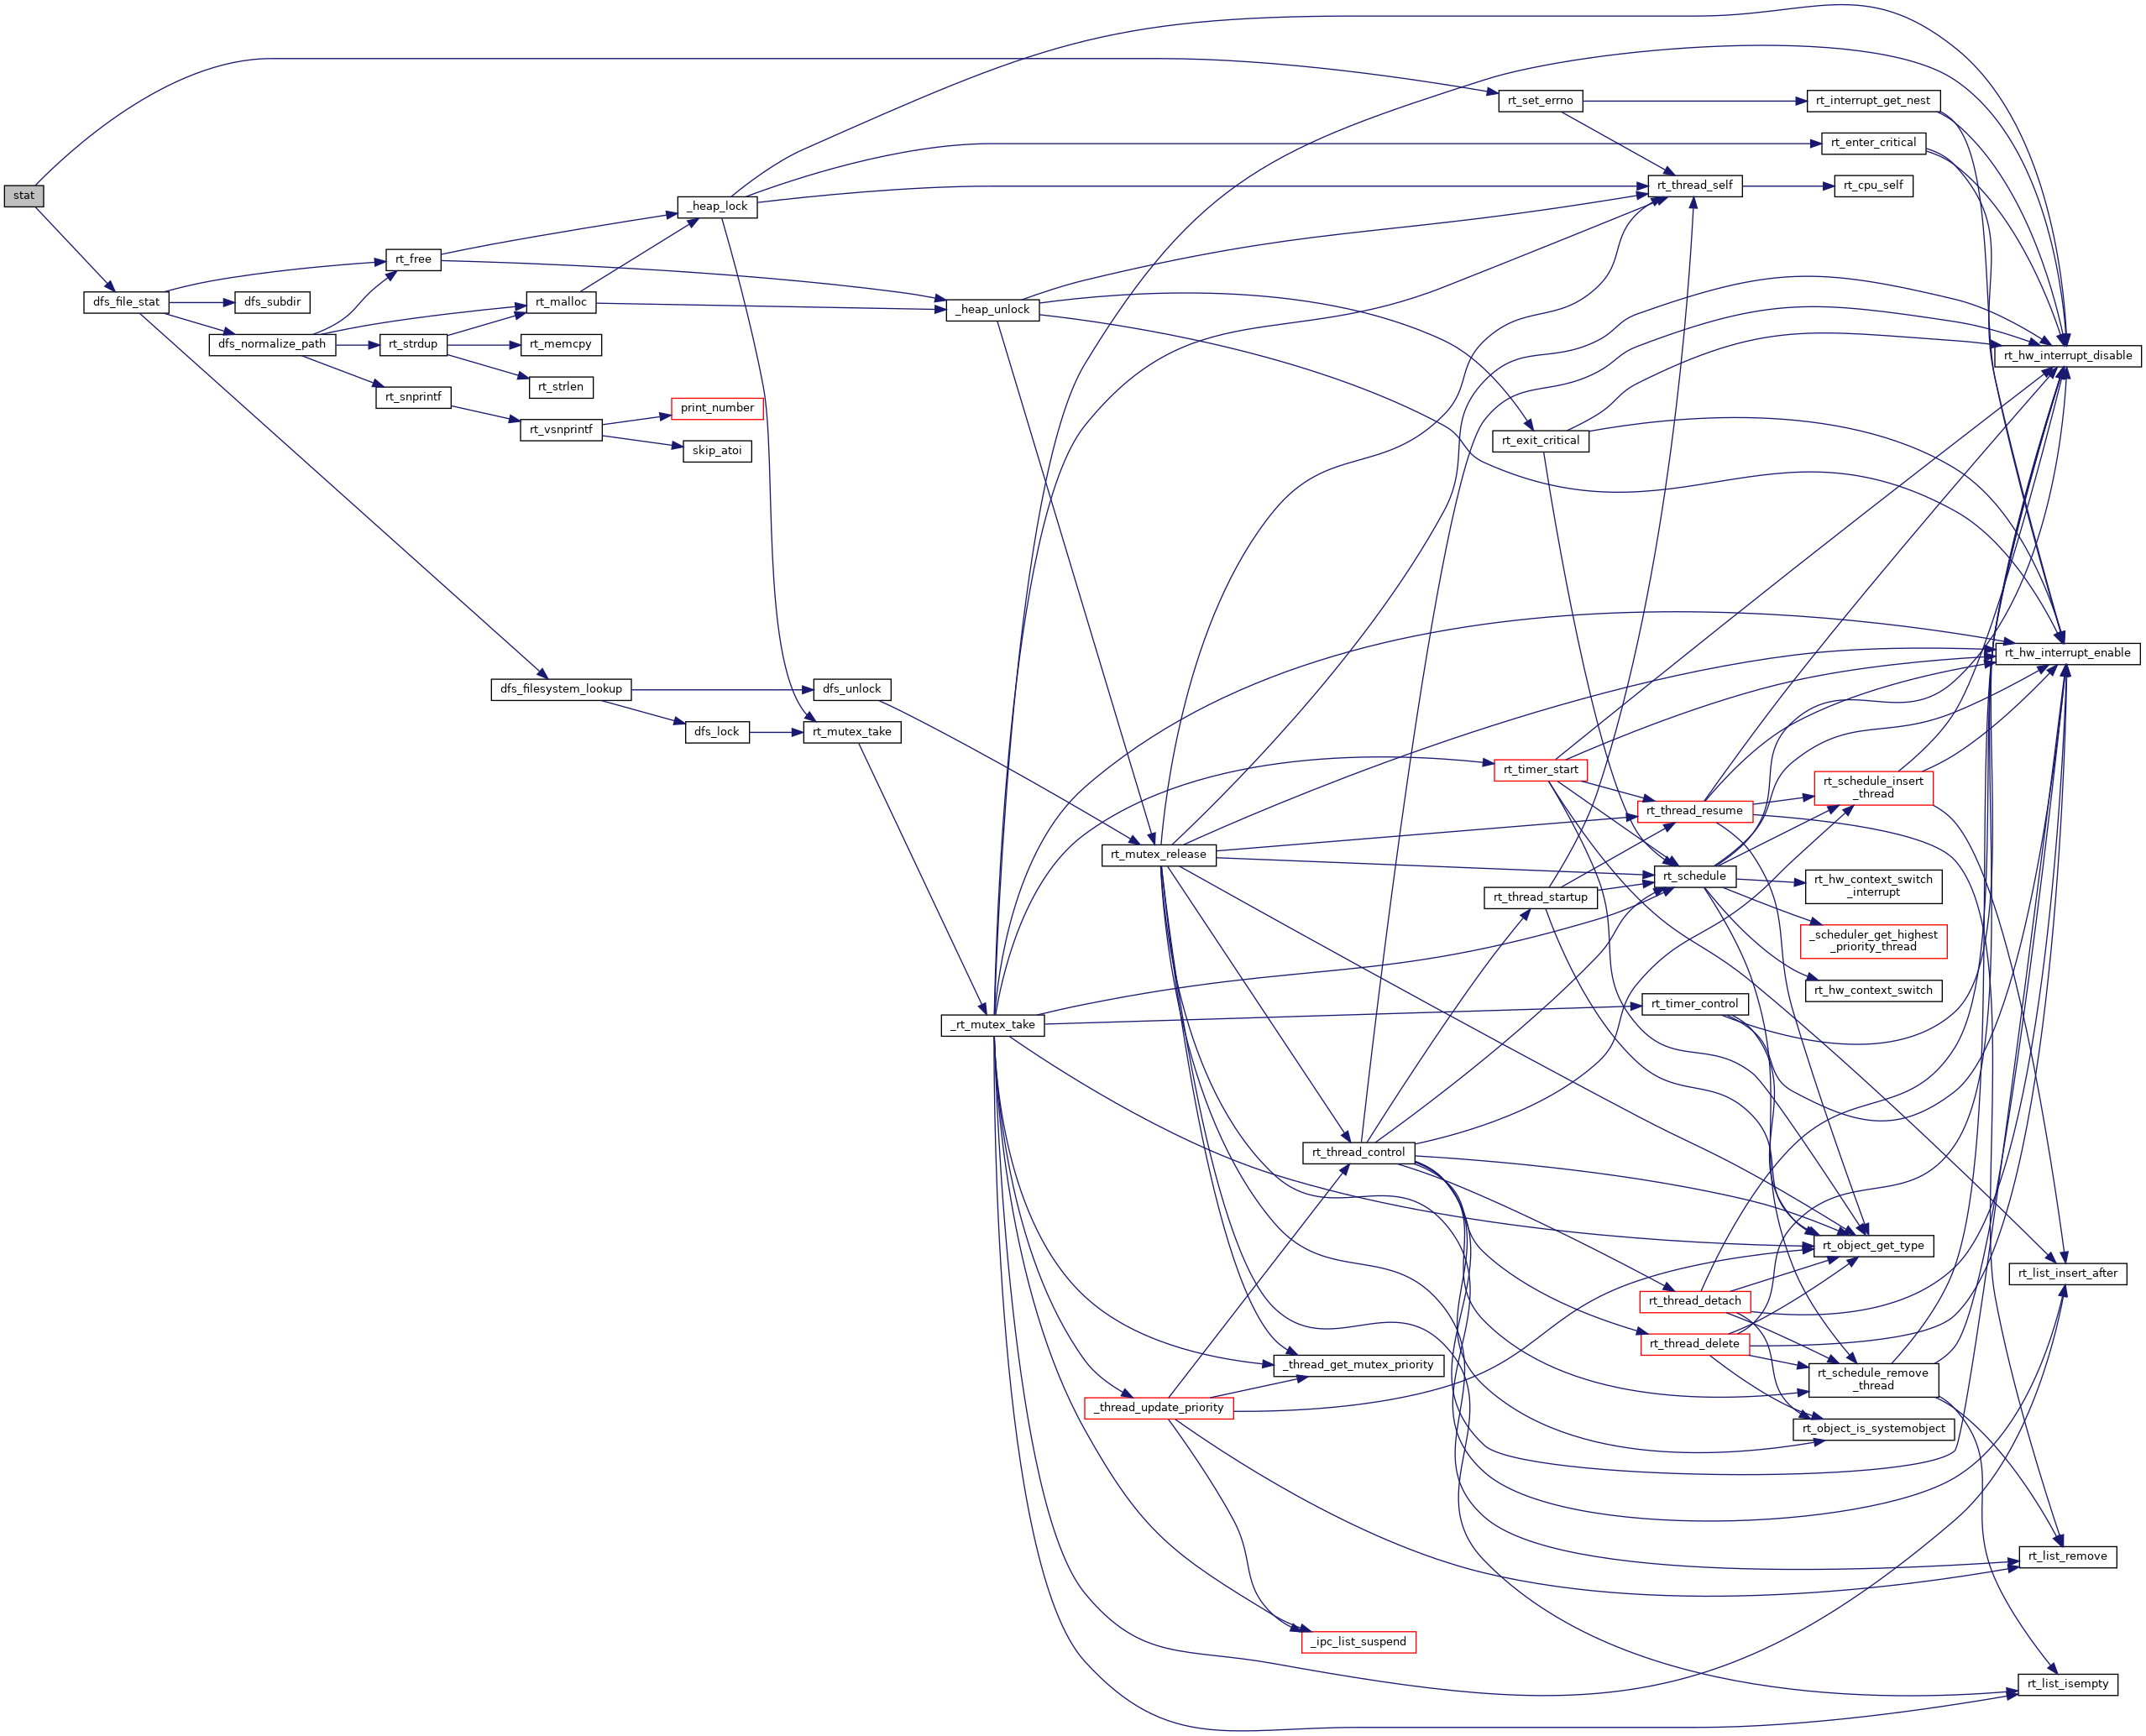 stat
dfs_file_stat
rt_free
dfs_subdir
dfs_normalize_path
rt_malloc
rt_strdup
rt_memcpy
rt_strlen
rt_snprintf
rt_vsnprintf
print_number
skip_atoi
dfs_filesystem_lookup
dfs_unlock
dfs_lock
rt_mutex_take
_heap_lock
_heap_unlock
rt_mutex_release
_rt_mutex_take
rt_set_errno
rt_interrupt_get_nest
rt_enter_critical
rt_thread_self
rt_cpu_self
rt_hw_interrupt_disable
rt_exit_critical
rt_hw_interrupt_enable
rt_timer_start
rt_thread_resume
rt_schedule_insert
_thread
rt_schedule
rt_thread_startup
rt_hw_context_switch
_interrupt
_scheduler_get_highest
_priority_thread
rt_hw_context_switch
rt_timer_control
rt_thread_control
rt_object_get_type
rt_list_insert_after
rt_thread_detach
rt_thread_delete
_thread_get_mutex_priority
_thread_update_priority
rt_schedule_remove
_thread
rt_object_is_systemobject
rt_list_remove
_ipc_list_suspend
rt_list_isempty